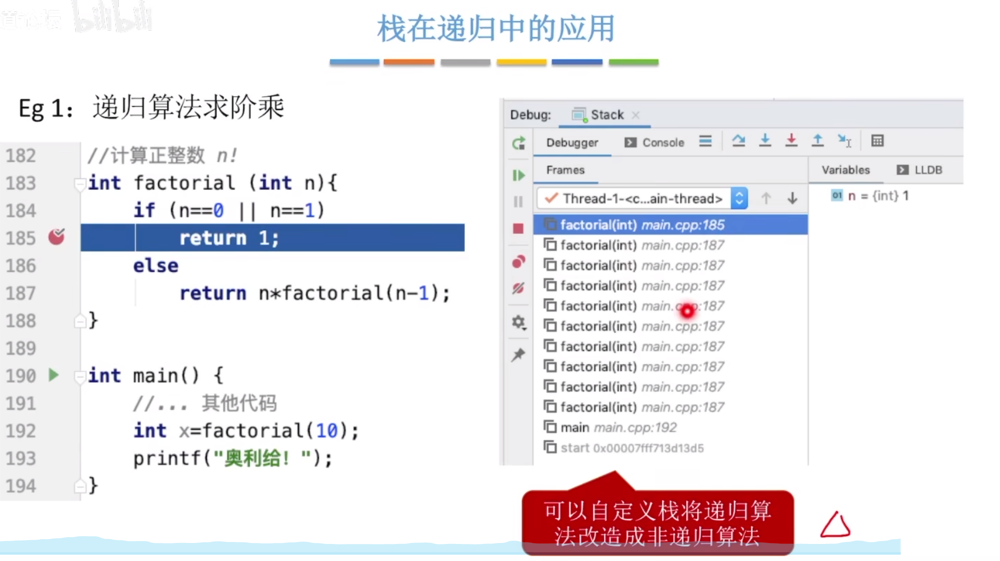 bilibili
栈在递归中的应用
Eg 1：递归算法求阶乘
182 //计算正整数 n!
183 int factorial (int n){
184 if (n==0 || n==1)
185 return 1;
186 else
187 return n*factorial(n-1);
188 }
189
190 int main() {
191 //... 其他代码
192 int x=factorial(10);
193 printf("奥利给！");
194 }
Debug: Stack
Debugger Console
Frames Variables LLDB
Thread-1-<c...ain-thread>
n = {int} 1
factorial(int) main.cpp:185
factorial(int) main.cpp:187
factorial(int) main.cpp:187
factorial(int) main.cpp:187
factorial(int) main.cpp:187
factorial(int) main.cpp:187
factorial(int) main.cpp:187
factorial(int) main.cpp:187
factorial(int) main.cpp:187
factorial(int) main.cpp:187
main main.cpp:192
start 0x00007fff713d13d5
可以自定义栈将递归算
法改造成非递归算法